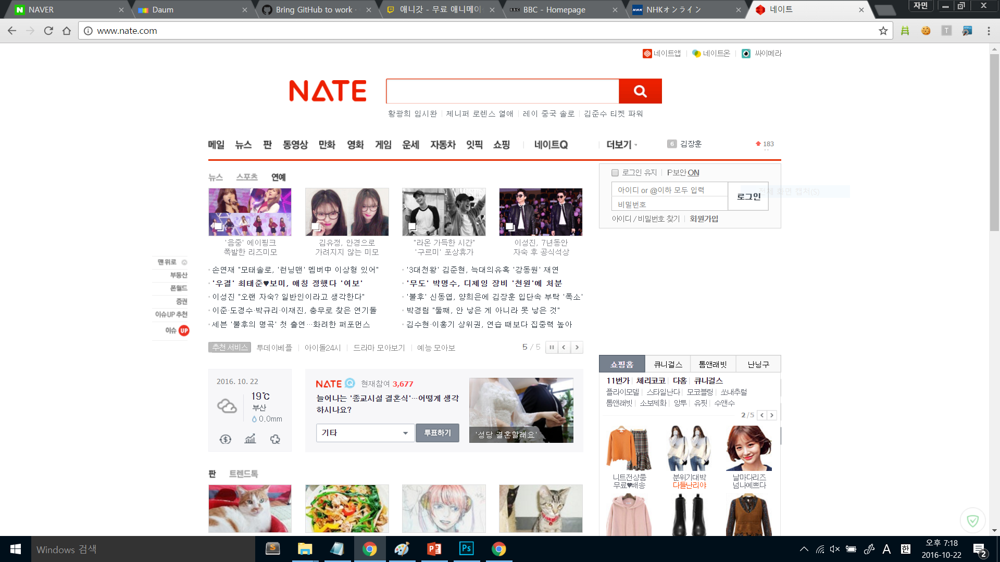 NAVER
Daum
Bring GitHub to work ·
애니갓 - 무료 애니메이
BBC - Homepage
NHKオンライン
네이트
자민
www.nate.com
네이트앱
네이트온
싸이메라
NATE
황광희 임시완
제니퍼 로렌스 열애
레이 중국 솔로
김준수 티켓 파워
메일 뉴스 판 동영상 만화 영화 게임 운세 자동차 잇픽 쇼핑 네이트Q 더보기
6 김장훈 183
뉴스 스포츠 연예
'음중' 에이핑크
폭발한 리즈미모
김유정, 안경으로
가려지지 않는 미모
"라온 가득한 시간"
'구르미' 포상휴가
이성진, 7년동안
자숙 후 공식석상
손연재 "모태솔로, '런닝맨' 멤버中 이상형 있어"
'우결' 최태준♥보미, 애칭 정했다 '여보'
이성진 "오랜 자숙? 일반인이라고 생각한다"
이준·도경수·박규리·이재진, 충무로 찾은 연기돌
세븐 '불후의 명곡' 첫 출연…화려한 퍼포먼스
'3대천왕' 김준현, 늑대의유혹 '강동원' 재연
'무도' 박명수, 디제잉 장비 '천원'에 처분
'불후' 신동엽, 양희은에 김장훈 입단속 부탁 '폭소'
박경림 "둘째, 안 낳은 게 아니라 못 낳은 것"
김수현·이홍기 상위권, 연습 때보다 집중력 높아
추천 서비스 투데이베플 아이돌24시 드라마 모아보기 예능 모아보
5 / 5
맨위로
부동산
폰월드
증권
이슈UP 추천
이슈 UP
로그인 유지 P보안 ON
아이디 or @이하 모두 입력
비밀번호
로그인
전체 화면 캡처(S)
아이디 / 비밀번호 찾기 회원가입
2016. 10. 22
19℃
부산
0.0mm
NATE Q 현재참여 3,677
늘어나는 '종교시설 결혼식'…어떻게 생각
하시나요?
기타
투표하기
'성당 결혼할래요'
쇼핑홈 큐니걸스 톰앤래빗 난닝구
11번가 체리코코 다홍 큐니걸스
플라이모델 스타일난다 모코블링 쏘내추럴
톰앤래빗 소보제화 앙투 유핏 수앤수
2/5
니트전상품
무료♥배송
분위기대박
다들난리야
날마다리즈
넘나예쁘다
판 트렌드톡
Windows 검색
S
P
Ps
A
한
오후 7:18
2016-10-22
2